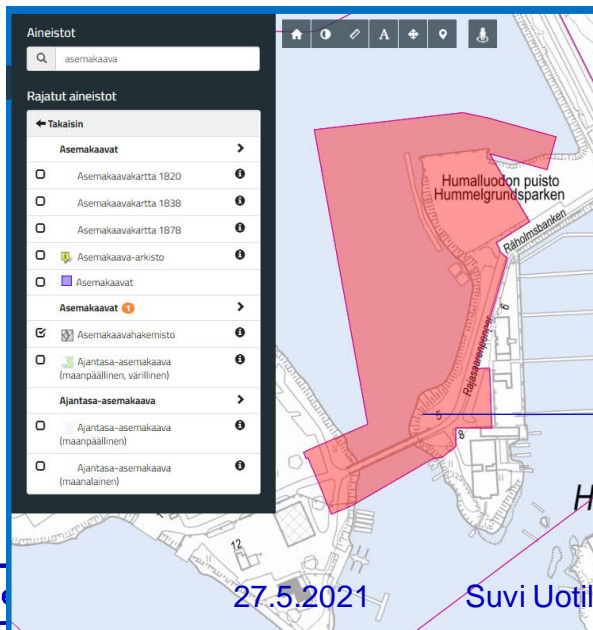 Aineistot
asemakaava
Rajatut aineistot
Takaisin
Asemakaavat
Asemakaavakartta 1820
Asemakaavakartta 1838
Asemakaavakartta 1878
Asemakaava-arkisto
Asemakaavat
Asemakaavat 1
Asemakaavahakemisto
Ajantasa-asemakaava
(maanpäällinen, värillinen)
Ajantasa-asemakaava
Ajantasa-asemakaava
(maanpäällinen)
Ajantasa-asemakaava
(maanalainen)
A
Humalluodon puisto
Hummelgrundsparken
Råholmsbanken
6
Rajasaarenpenger
5
8
H
12
27.5.2021
Suvi Uotil